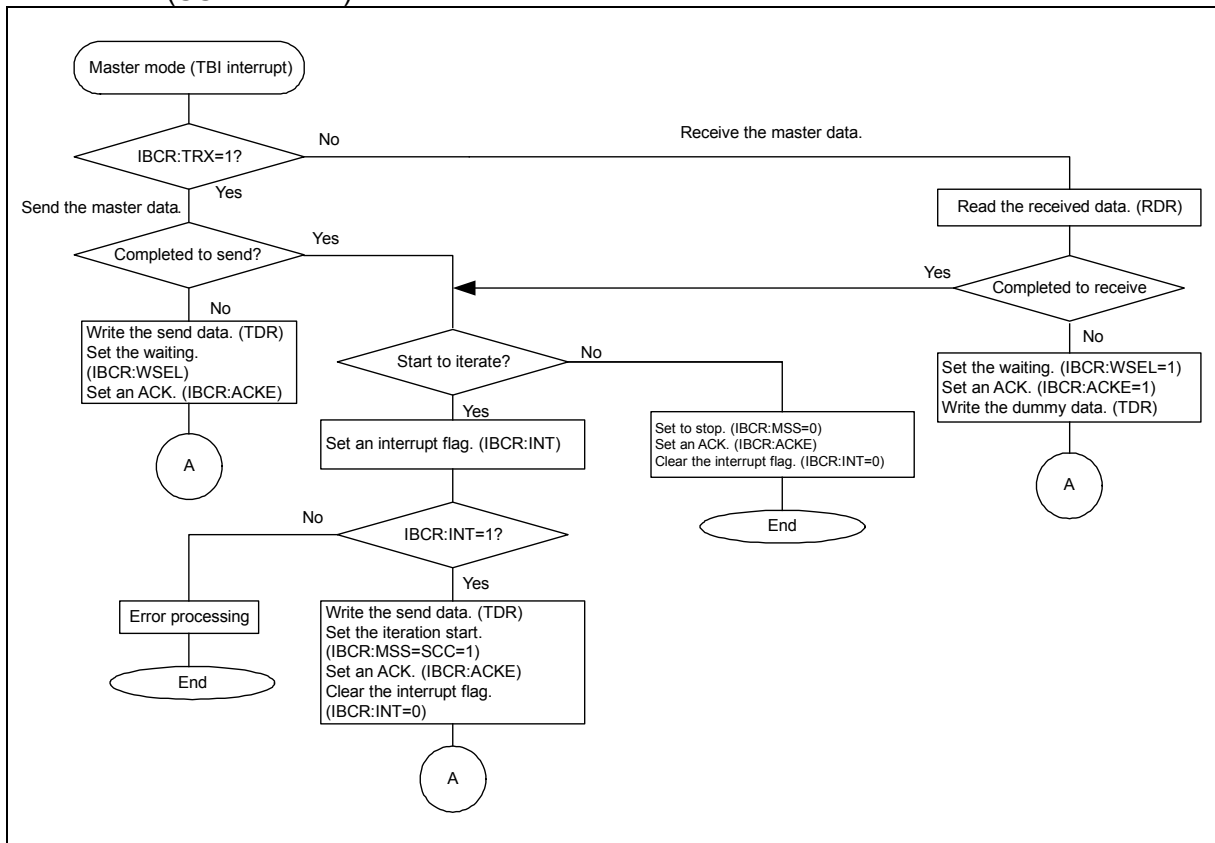 Master mode (TBI interrupt)
No
Receive the master data.
IBCR:TRX=1?
Yes
Send the master data.
Read the received data. (RDR)
Completed to send?
Yes
Yes
Completed to receive
No
No
Write the send data. (TDR)
Set the waiting.
(IBCR:WSEL)
Set an ACK. (IBCR:ACKE)
Start to iterate?
No
Set the waiting. (IBCR:WSEL=1)
Set an ACK. (IBCR:ACKE=1)
Write the dummy data. (TDR)
Yes
Set an interrupt flag. (IBCR:INT)
Set to stop. (IBCR:MSS=0)
Set an ACK. (IBCR:ACKE)
Clear the interrupt flag. (IBCR:INT=0)
A
A
No
IBCR:INT=1?
End
Yes
Error processing
Write the send data. (TDR)
Set the iteration start.
(IBCR:MSS=SCC=1)
Set an ACK. (IBCR:ACKE)
Clear the interrupt flag.
(IBCR:INT=0)
End
A